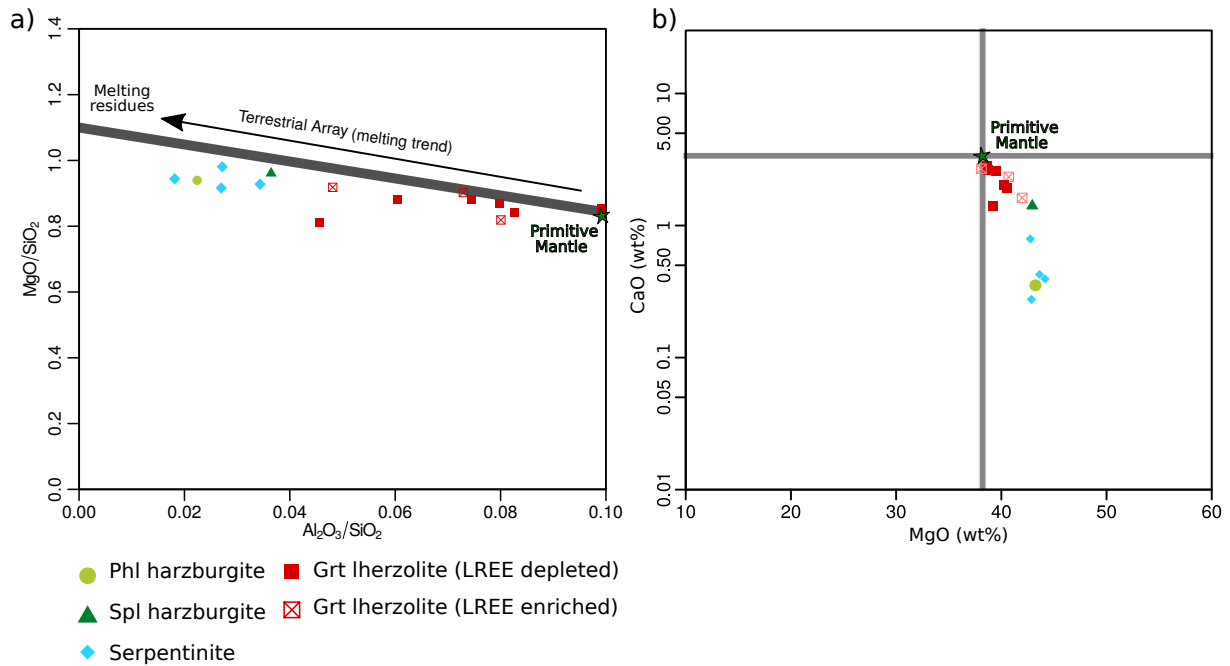 a)
1.4
1.2
1.0
0.8
0.6
0.4
0.2
0.0
MgO/SiO₂
Melting
residues
Terrestrial Array (melting trend)
Primitive
Mantle
0.00
0.02
0.04
0.06
0.08
0.10
Al₂O₃/SiO₂
b)
10
5.00
1
0.50
0.1
0.05
0.01
CaO (wt%)
Primitive
Mantle
10
20
30
40
50
60
MgO (wt%)
Phl harzburgite
Spl harzburgite
Serpentinite
Grt lherzolite (LREE depleted)
Grt lherzolite (LREE enriched)